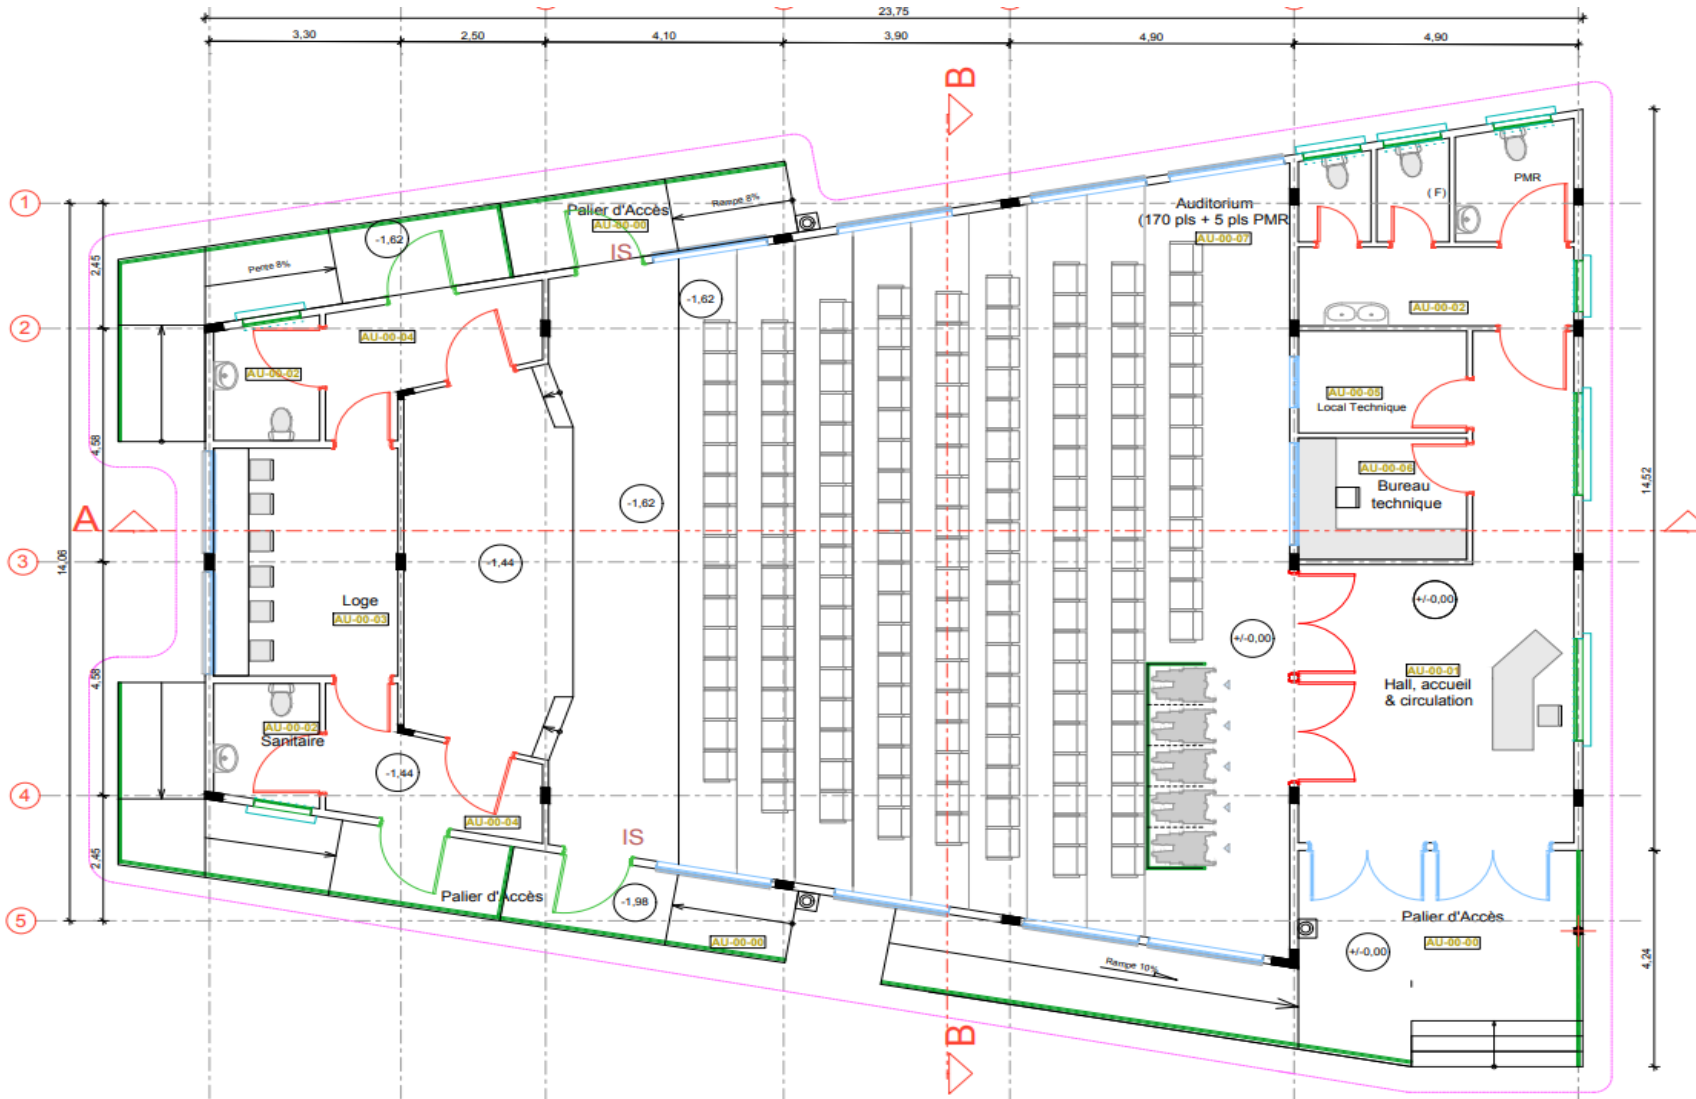 23,75
3,30
2,50
4,10
3,90
4,90
4,90
B
1
Palier d'Accès
AU-00-00
Rampe 8%
-1,62
IS
Pente 8%
2,45
Auditorium
(170 pls + 5 pls PMR
AU-00-07
( F)
PMR
2
-1,62
AU-00-04
AU-00-02
AU-00-02
AU-00-05
Local Technique
4,58
AU-00-06
Bureau
technique
14,52
A
-1,62
3
14,06
-1,44
Loge
AU-00-03
+/-0,00
+/-0,00
4,58
AU-00-01
Hall, accueil
& circulation
AU-00-02
Sanitaire
-1,44
4
AU-00-04
IS
2,45
Palier d'Accès
-1,98
5
AU-00-00
Palier d'Accès
AU-00-00
+/-0,00
Rampe 10%
4,24
B